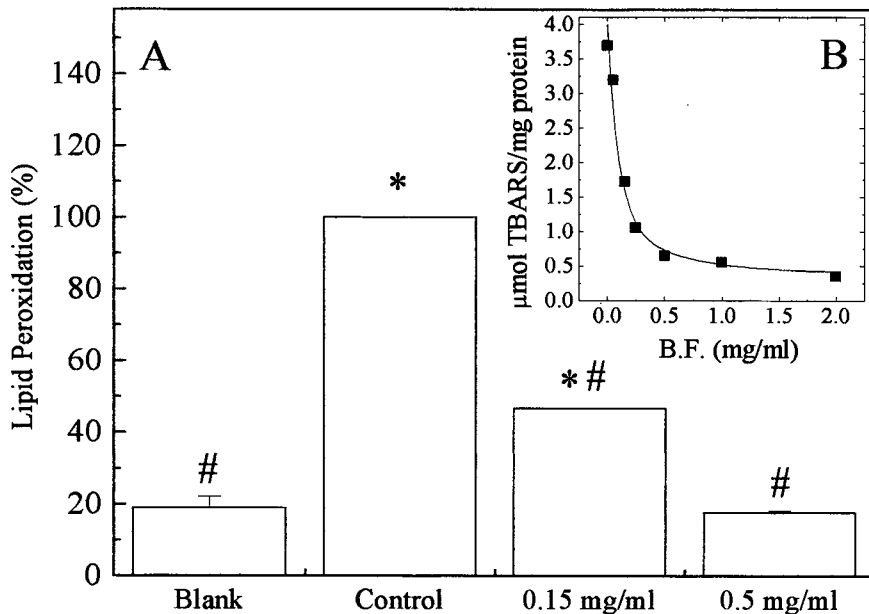 A
Lipid Peroxidation (%)
140
120
100
80
60
40
20
0
#
*
* #
#
Blank
Control
0.15 mg/ml
0.5 mg/ml
B
µmol TBARS/mg protein
4.0
3.5
3.0
2.5
2.0
1.5
1.0
0.5
0.0
0.0
0.5
1.0
1.5
2.0
B.F. (mg/ml)